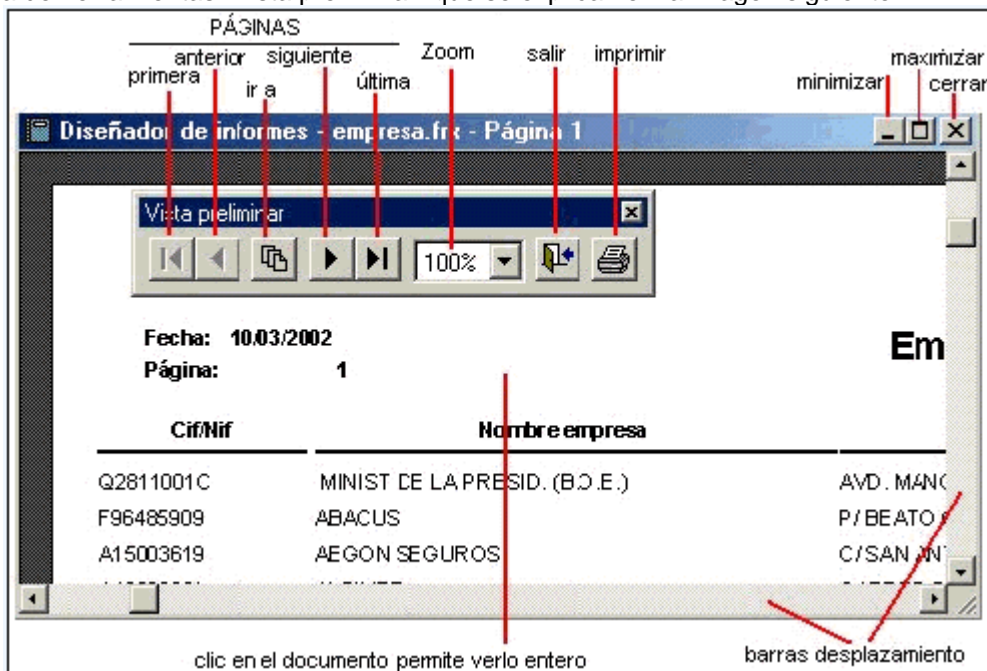 PÁGINAS
anterior siguiente Zoom salir imprimir maximizar
primera ir a última minimizar cerrar
Diseñador de informes - empresa.frx - Página 1
Vista preliminar
100%
Fecha: 10/03/2002
Em
Página: 1
Cif/Nif Nombre empresa
Q2811001C MINIST DE LA PRESID. (B.O.E.) AVD. MANO
F96485909 ABACUS P/ BEATO
A15003619 AEGON SEGUROS C/ SAN ANT
clic en el documento permite verlo entero barras desplazamiento